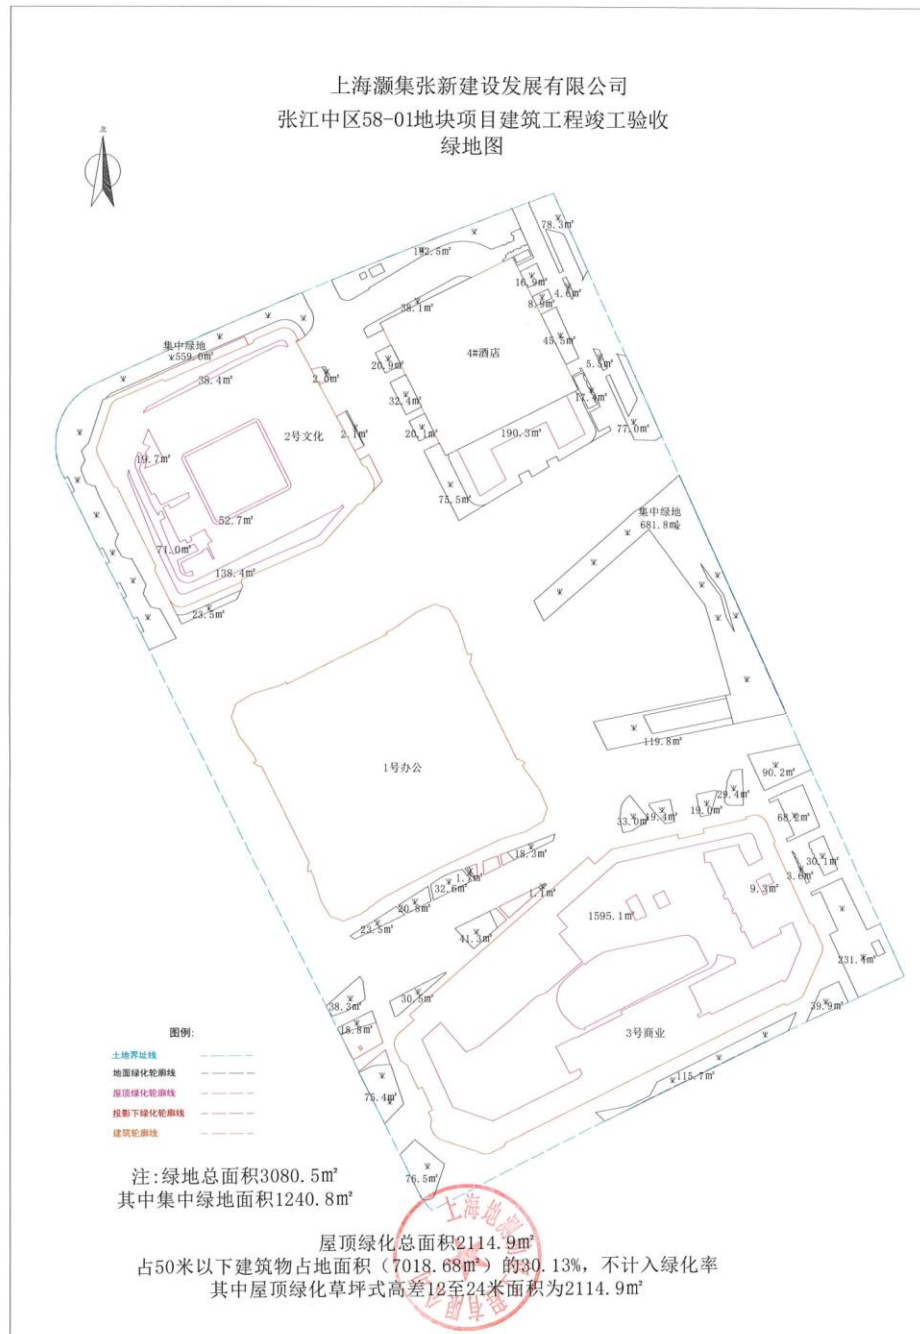 上海灏集张新建设发展有限公司
张江中区58-01地块项目建筑工程竣工验收
绿地图
北
78.3㎡
16.9㎡
4.6㎡
8.9㎡
38.1㎡
45.5㎡
集中绿地
559.0㎡
4#酒店
5.5㎡
20.9㎡
38.4㎡
2.0㎡
32.4㎡
17.4㎡
2号文化
2.1㎡
20.1㎡
190.3㎡
77.0㎡
19.7㎡
75.5㎡
集中绿地
681.8㎡
52.7㎡
71.0㎡
138.4㎡
23.5㎡
119.8㎡
1号办公
90.2㎡
29.4㎡
33.0㎡
19.4㎡
19.0㎡
68.2㎡
18.3㎡
30.1㎡
3.6㎡
32.6㎡
1.1㎡
9.3㎡
20.8㎡
1595.1㎡
23.5㎡
41.3㎡
231.4㎡
30.5㎡
38.3㎡
39.9㎡
18.8㎡
3号商业
115.7㎡
75.4㎡
76.5㎡
图例:
土地界址线
地面绿化轮廓线
屋顶绿化轮廓线
投影下绿化轮廓线
建筑轮廓线
注:绿地总面积3080.5㎡
其中集中绿地面积1240.8㎡
屋顶绿化总面积2114.9㎡
占50米以下建筑物占地面积（7018.68㎡）的30.13%，不计入绿化率
其中屋顶绿化草坪式高差12至24米面积为2114.9㎡